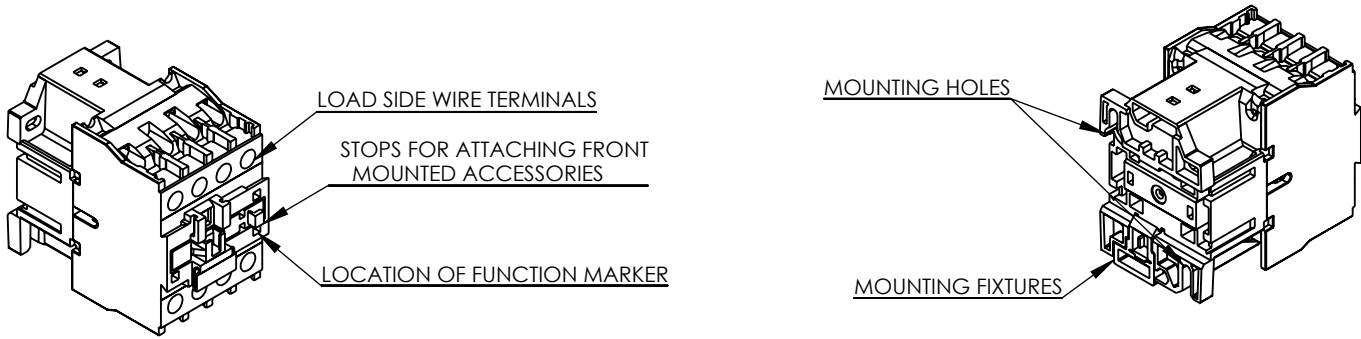 LOAD SIDE WIRE TERMINALS
STOPS FOR ATTACHING FRONT
MOUNTED ACCESSORIES
LOCATION OF FUNCTION MARKER
MOUNTING HOLES
MOUNTING FIXTURES